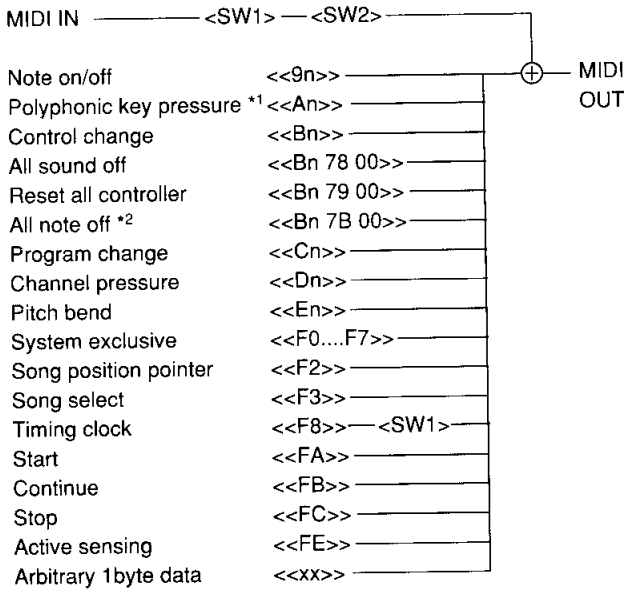 MIDI IN <SW1> <SW2>
Note on/off <<9n>> MIDI OUT
Polyphonic key pressure *1 <<An>>
Control change <<Bn>>
All sound off <<Bn 78 00>>
Reset all controller <<Bn 79 00>>
All note off *2 <<Bn 7B 00>>
Program change <<Cn>>
Channel pressure <<Dn>>
Pitch bend <<En>>
System exclusive <<F0....F7>>
Song position pointer <<F2>>
Song select <<F3>>
Timing clock <<F8>> <SW1>
Start <<FA>>
Continue <<FB>>
Stop <<FC>>
Active sensing <<FE>>
Arbitrary 1byte data <<xx>>